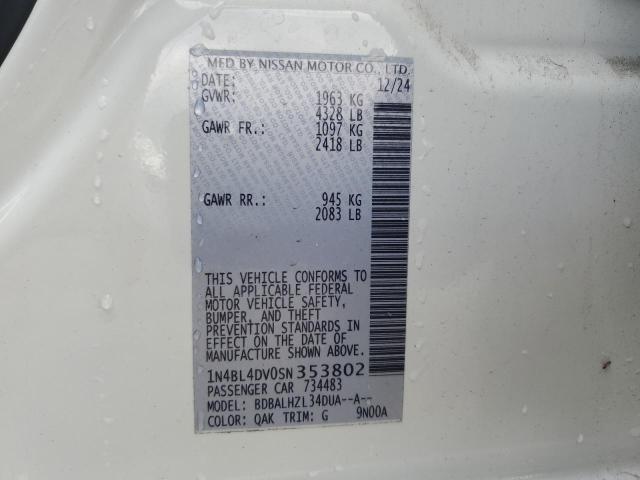 MFD BY NISSAN MOTOR CO., LTD.
DATE: 12/24
GVWR: 1963 KG
4328 LB
GAWR FR.: 1097 KG
2418 LB
GAWR RR.: 945 KG
2083 LB
THIS VEHICLE CONFORMS TO
ALL APPLICABLE FEDERAL
MOTOR VEHICLE SAFETY,
BUMPER, AND THEFT
PREVENTION STANDARDS IN
EFFECT ON THE DATE OF
MANUFACTURE SHOWN ABOVE.
1N4BL4DV0SN353802
PASSENGER CAR 734483
MODEL: BDBALHZL34DUA--A--
COLOR: QAK TRIM: G 9N00A